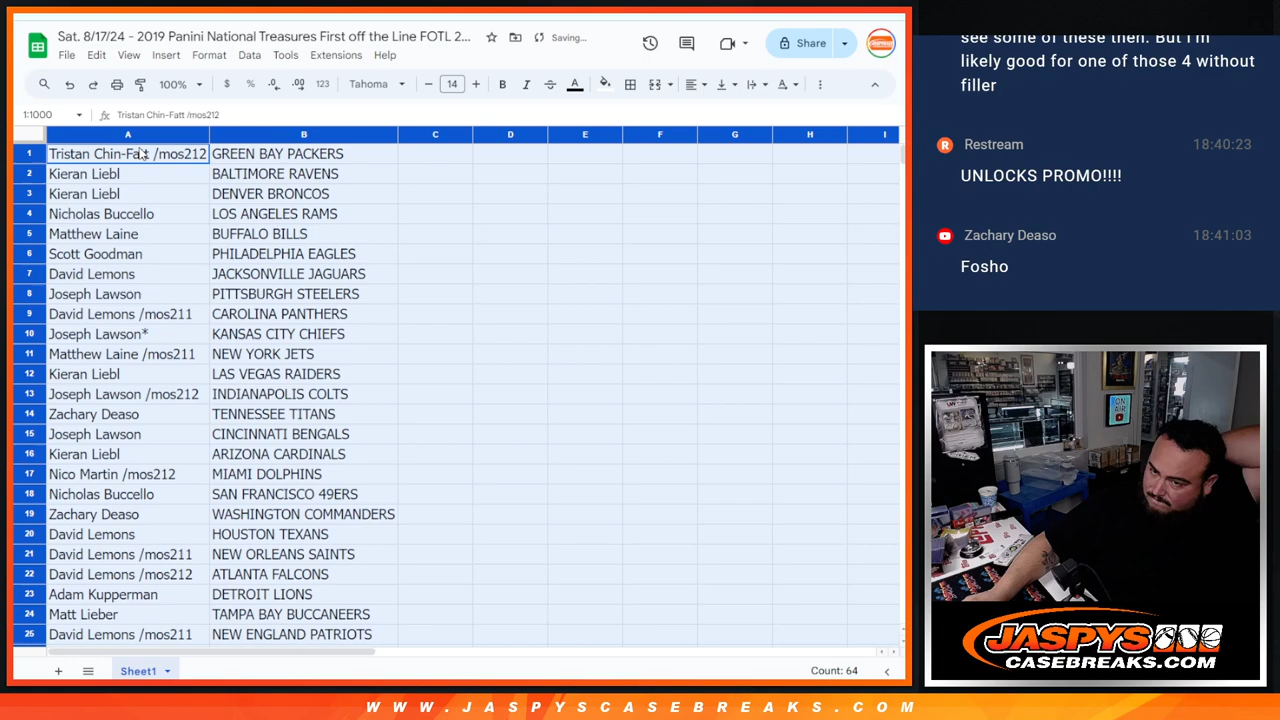 Sat. 8/17/24 - 2019 Panini National Treasures First off the Line FOTL 2...
Saving...
Share
File Edit View Insert Format Data Tools Extensions Help
100% $ % .0 .00 123 Tahoma 14 B I A
1:1000 fx Tristan Chin-Fatt /mos212
A B C D E F G H I
1 Tristan Chin-Fatt /mos212 GREEN BAY PACKERS
2 Kieran Liebl BALTIMORE RAVENS
3 Kieran Liebl DENVER BRONCOS
4 Nicholas Buccello LOS ANGELES RAMS
5 Matthew Laine BUFFALO BILLS
6 Scott Goodman PHILADELPHIA EAGLES
7 David Lemons JACKSONVILLE JAGUARS
8 Joseph Lawson PITTSBURGH STEELERS
9 David Lemons /mos211 CAROLINA PANTHERS
10 Joseph Lawson* KANSAS CITY CHIEFS
11 Matthew Laine /mos211 NEW YORK JETS
12 Kieran Liebl LAS VEGAS RAIDERS
13 Joseph Lawson /mos212 INDIANAPOLIS COLTS
14 Zachary Deaso TENNESSEE TITANS
15 Joseph Lawson CINCINNATI BENGALS
16 Kieran Liebl ARIZONA CARDINALS
17 Nico Martin /mos212 MIAMI DOLPHINS
18 Nicholas Buccello SAN FRANCISCO 49ERS
19 Zachary Deaso WASHINGTON COMMANDERS
20 David Lemons HOUSTON TEXANS
21 David Lemons /mos211 NEW ORLEANS SAINTS
22 David Lemons /mos212 ATLANTA FALCONS
23 Adam Kupperman DETROIT LIONS
24 Matt Lieber TAMPA BAY BUCCANEERS
25 David Lemons /mos211 NEW ENGLAND PATRIOTS
Sheet1
Count: 64
see some of these then. But I'm
likely good for one of those 4 without
filler
Restream 18:40:23
UNLOCKS PROMO!!!!
Zachary Deaso 18:41:03
Fosho
ON
AIR
JASPYS
CASEBREAKS.COM
WWW.JASPYSCASEBREAKS.COM